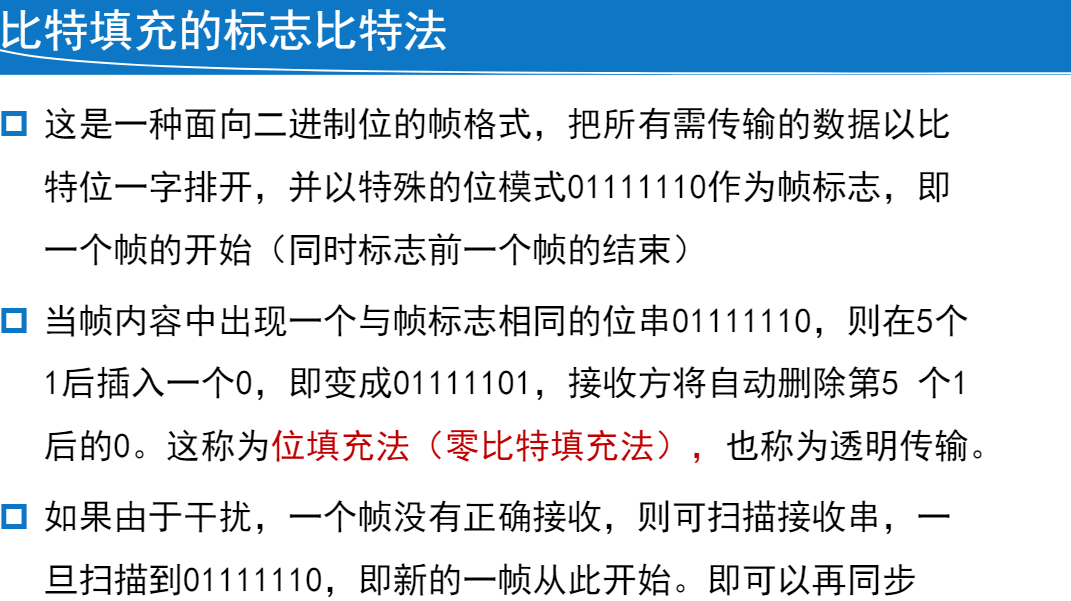 比特填充的标志比特法
这是一种面向二进制位的帧格式，把所有需传输的数据以比
特位一字排开，并以特殊的位模式01111110作为帧标志，即
一个帧的开始（同时标志前一个帧的结束）
当帧内容中出现一个与帧标志相同的位串01111110，则在5个
1后插入一个0，即变成01111101，接收方将自动删除第5 个1
后的0。这称为位填充法（零比特填充法），也称为透明传输。
如果由于干扰，一个帧没有正确接收，则可扫描接收串，一
旦扫描到01111110，即新的一帧从此开始。即可以再同步